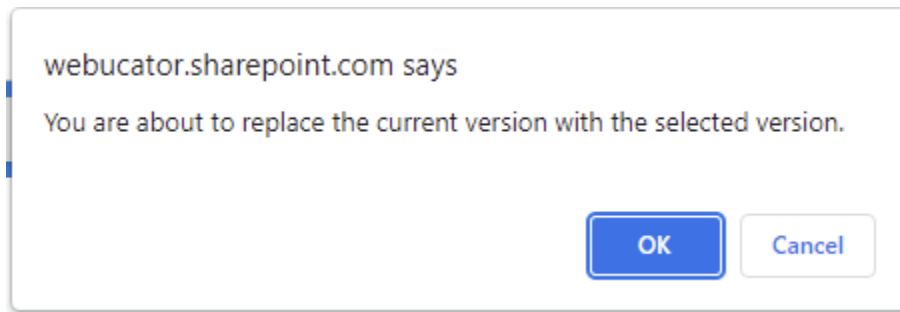 webucator.sharepoint.com says
You are about to replace the current version with the selected version.
OK
Cancel